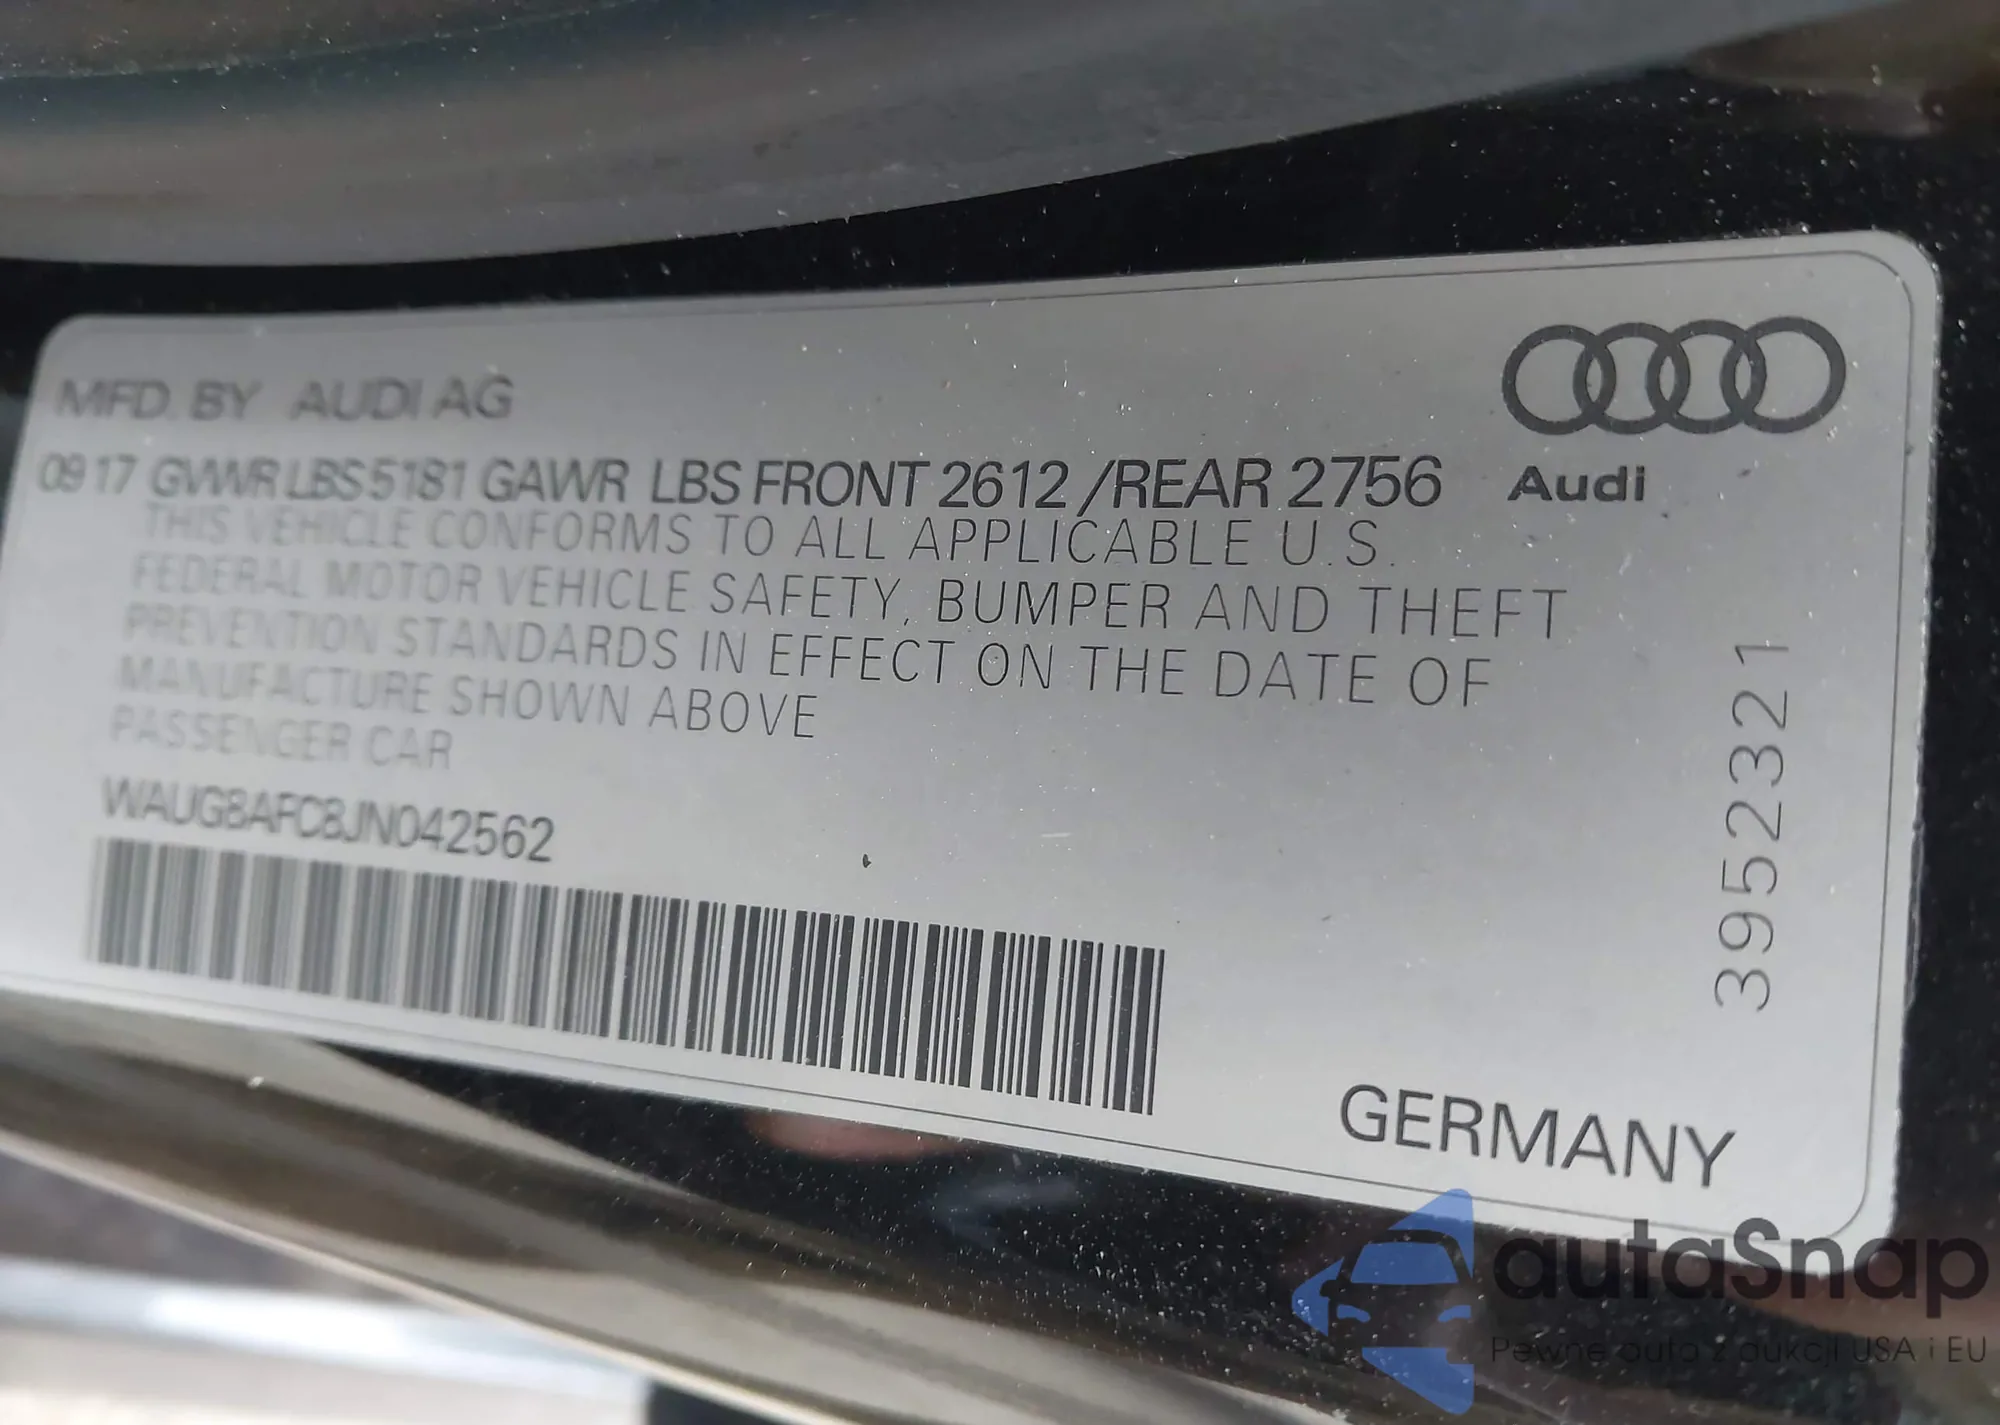 MFD. BY AUDI AG
09 17 GVWR LBS 5181 GAWR LBS FRONT 2612 /REAR 2756
Audi
THIS VEHICLE CONFORMS TO ALL APPLICABLE U.S.
FEDERAL MOTOR VEHICLE SAFETY, BUMPER AND THEFT
PREVENTION STANDARDS IN EFFECT ON THE DATE OF
MANUFACTURE SHOWN ABOVE
PASSENGER CAR
WAUG8AFC8JN042562
3952321
GERMANY
autaSnap
Pewne auta z aukcji USA i EU